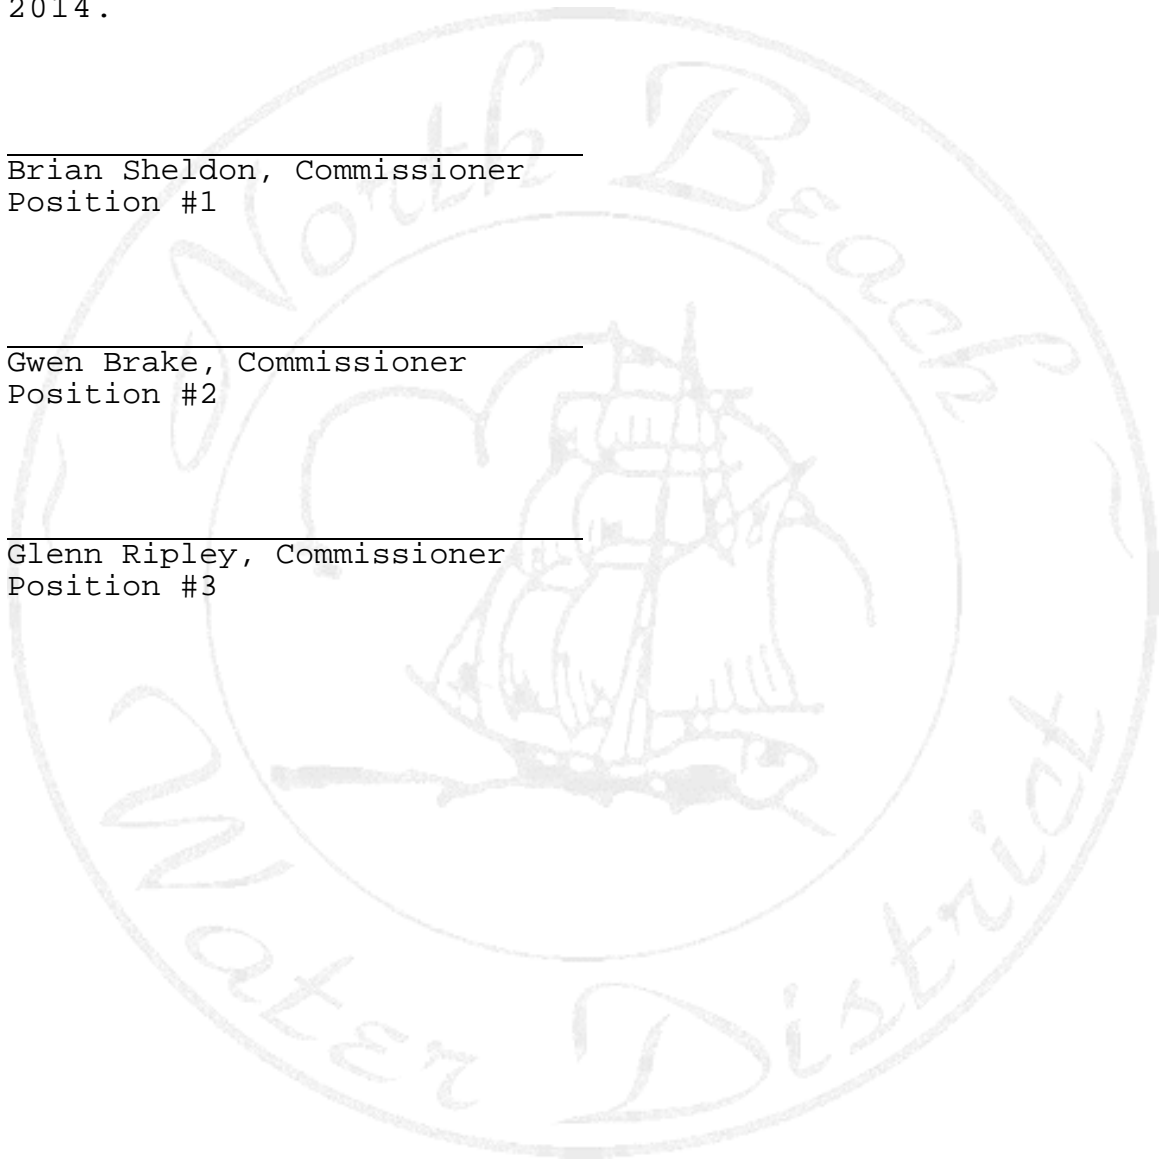 2014.
Brian Sheldon, Commissioner
Position #1
Gwen Brake, Commissioner
Position #2
Glenn Ripley, Commissioner
Position #3
North Beach
Water District